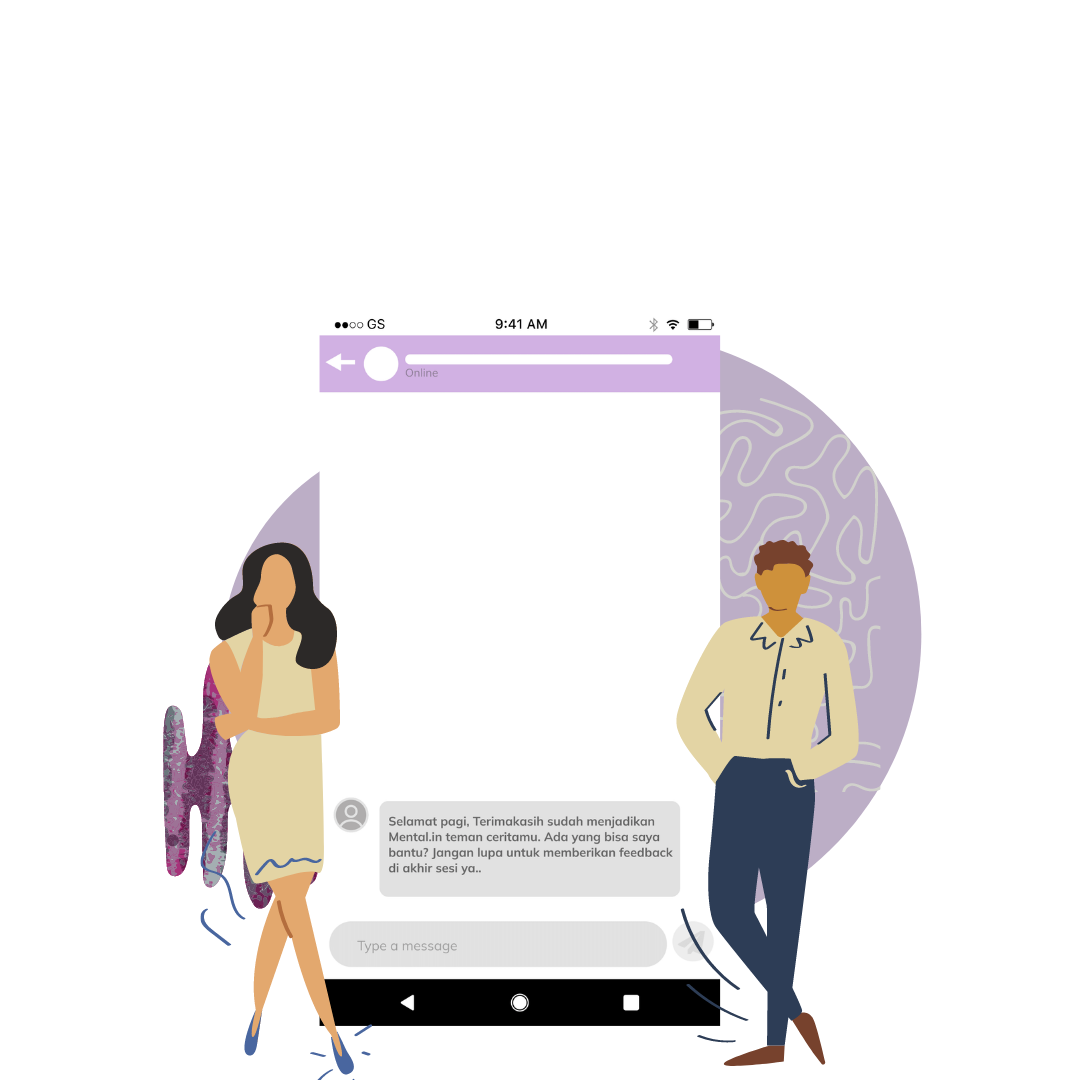 GS 9:41 AM
Online
Selamat pagi, Terimakasih sudah menjadikan
Mental.in teman ceritamu. Ada yang bisa saya
bantu? Jangan lupa untuk memberikan feedback
di akhir sesi ya..
Type a message